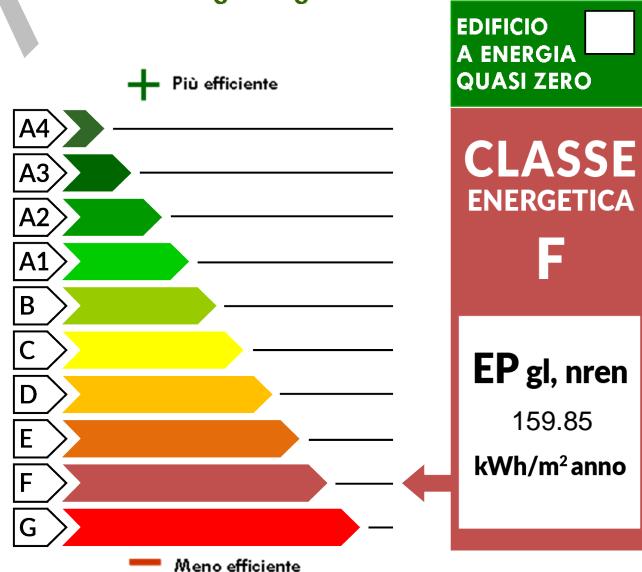 Più efficiente
A4
A3
A2
A1
B
C
D
E
F
G
Meno efficiente
EDIFICIO
A ENERGIA
QUASI ZERO
CLASSE
ENERGETICA
F
EP gl, nren
159.85
kWh/m² anno